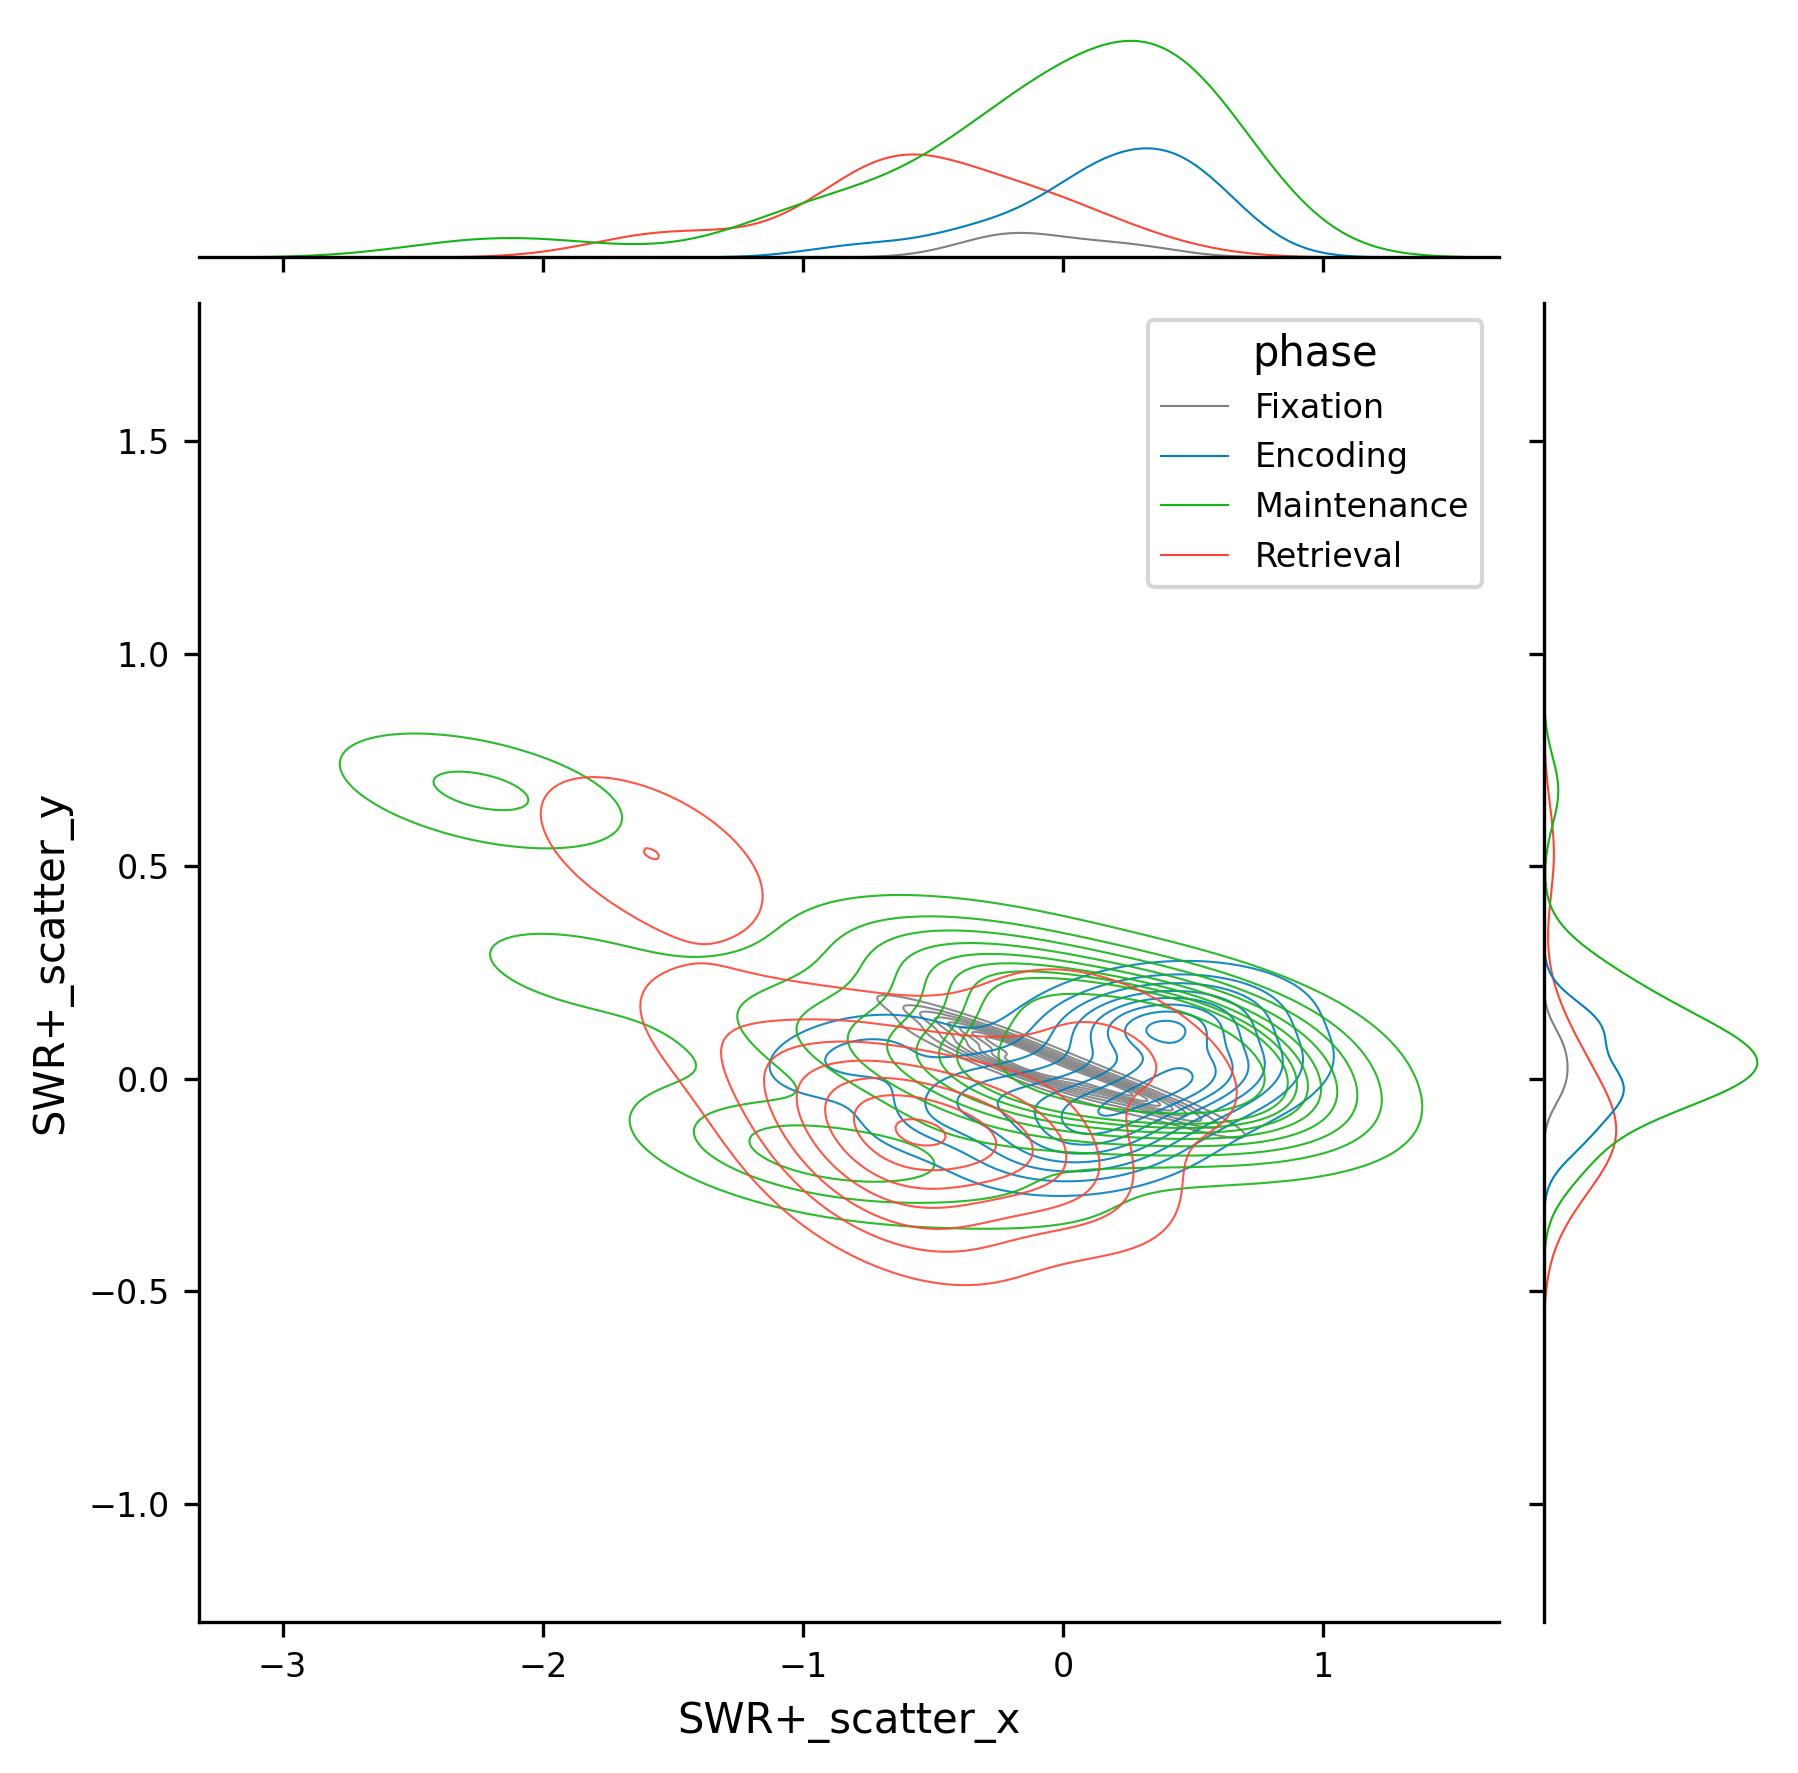 phase
Fixation
Encoding
Maintenance
Retrieval
1.5
1.0
0.5
0.0
−0.5
−1.0
SWR+_scatter_y
−3 −2 −1 0 1
SWR+_scatter_x